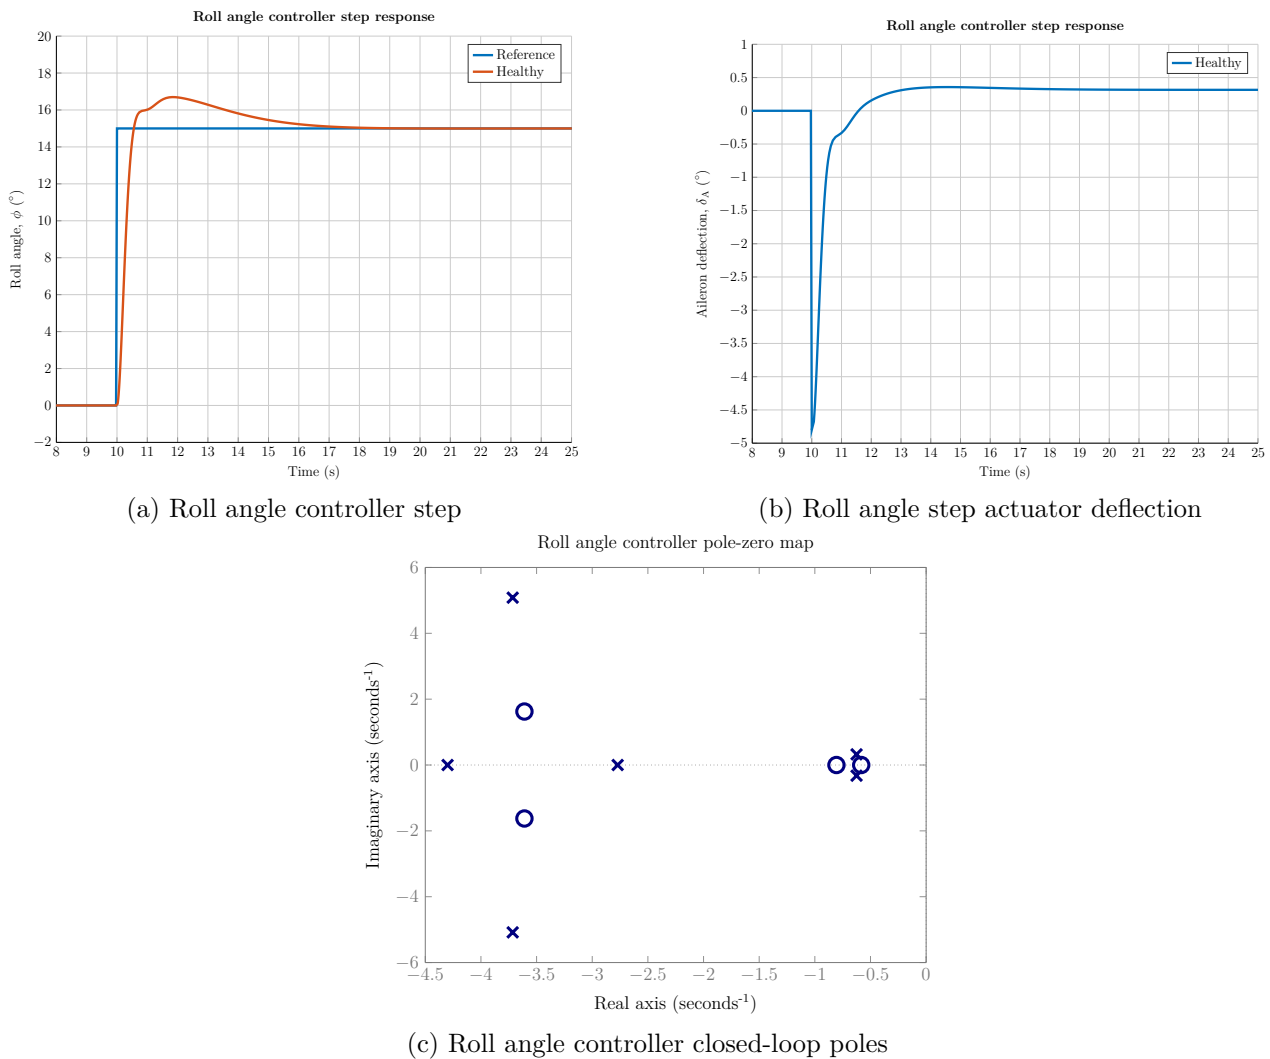 Roll angle controller step response
20
18
16
14
12
10
8
6
4
2
0
−2
Roll angle, ϕ (°)
Reference
Healthy
8 9 10 11 12 13 14 15 16 17 18 19 20 21 22 23 24 25
Time (s)
(a) Roll angle controller step
Roll angle controller step response
1
0.5
0
−0.5
−1
−1.5
−2
−2.5
−3
−3.5
−4
−4.5
−5
Aileron deflection, δA (°)
Healthy
8 9 10 11 12 13 14 15 16 17 18 19 20 21 22 23 24 25
Time (s)
(b) Roll angle step actuator deflection
Roll angle controller pole-zero map
6
4
2
0
−2
−4
−6
Imaginary axis (seconds-1)
−4.5 −4 −3.5 −3 −2.5 −2 −1.5 −1 −0.5 0
Real axis (seconds-1)
(c) Roll angle controller closed-loop poles